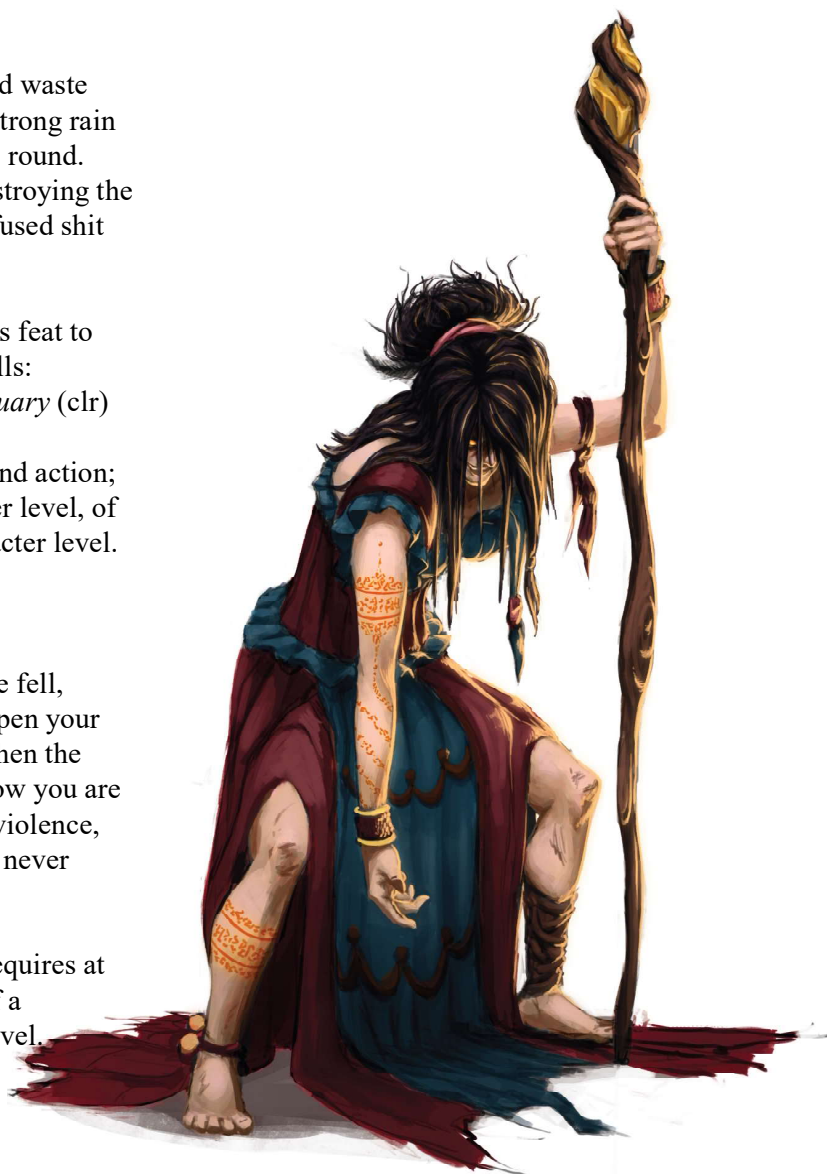 d waste
trong rain
round.
stroying the
fused shit
s feat to
lls:
uary (clr)
nd action;
er level, of
cter level.
e fell,
pen your
hen the
ow you are
violence,
never
equires at
f a
vel.